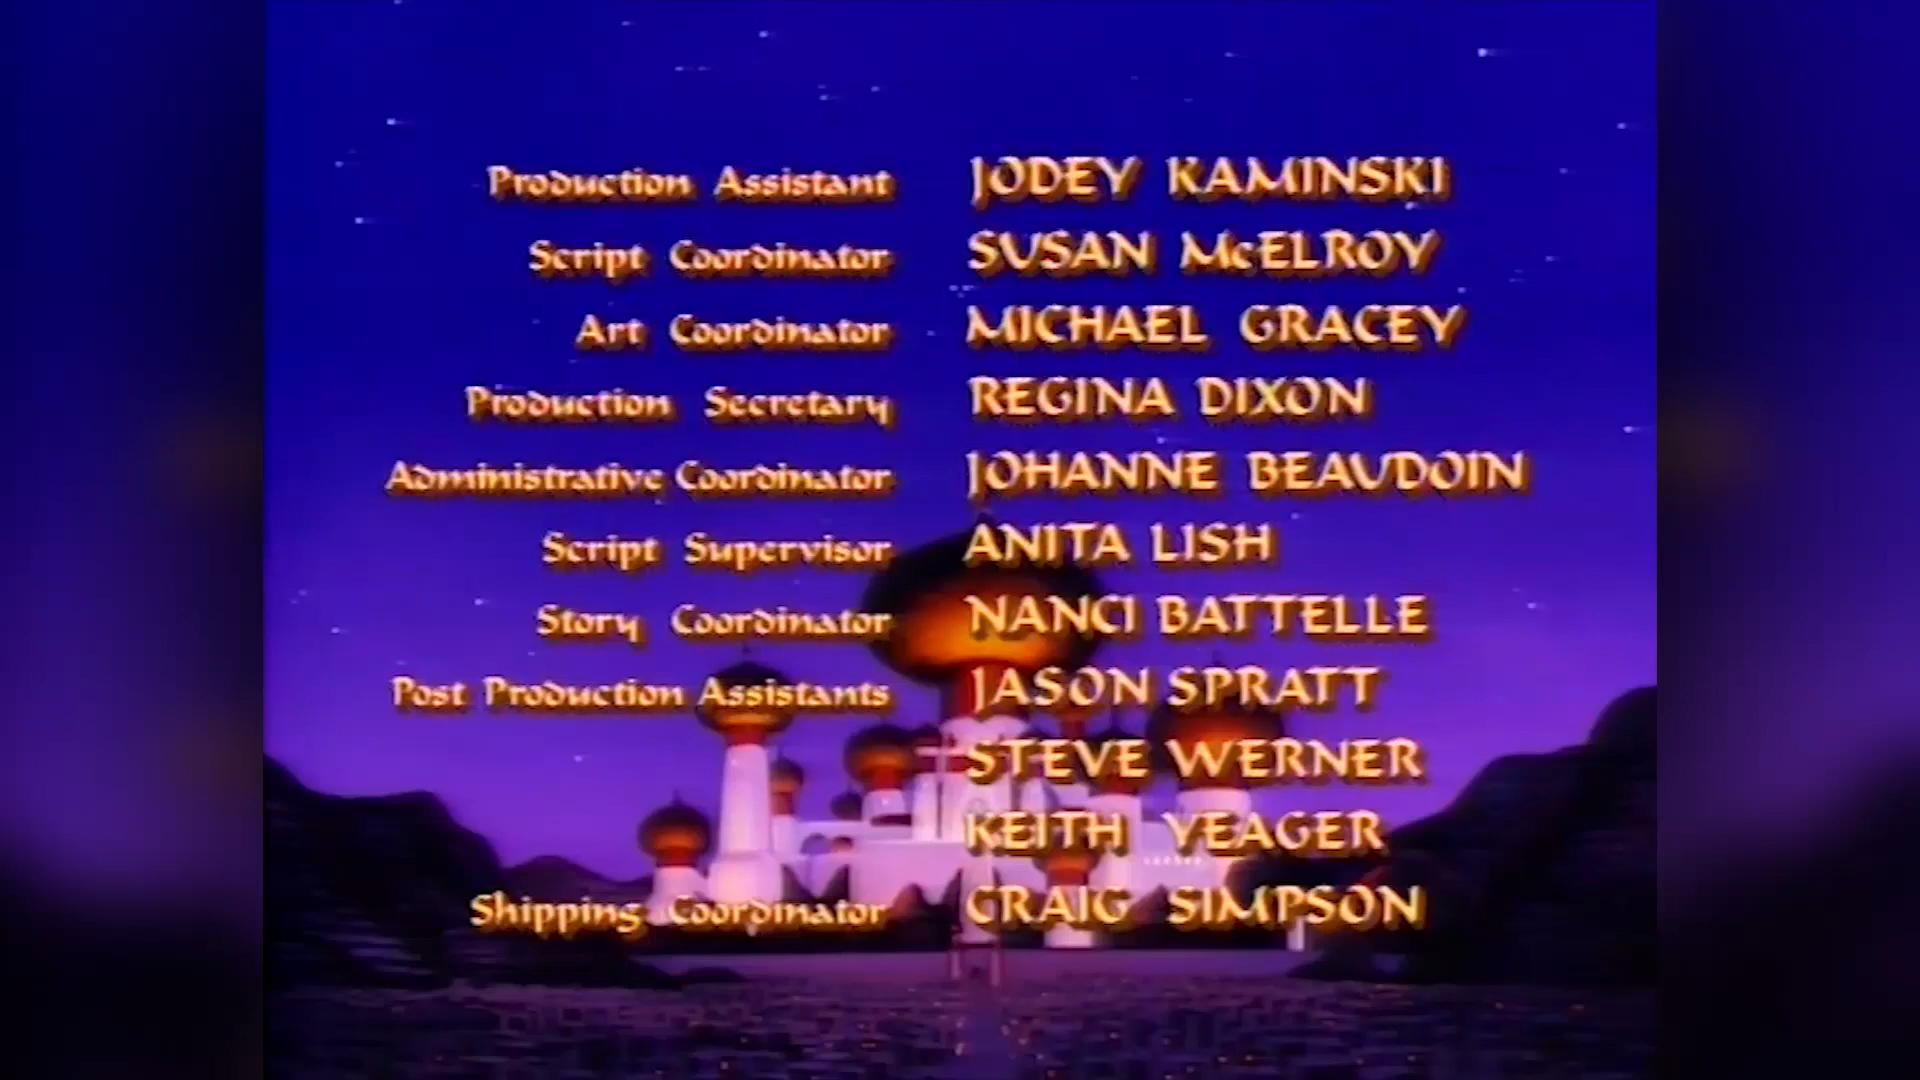 Production Assistant JODEY KAMINSKI
Script Coordinator SUSAN McELROY
Art Coordinator MICHAEL GRACEY
Production Secretary REGINA DIXON
Administrative Coordinator JOHANNE BEAUDOIN
Script Supervisor ANITA LISH
Story Coordinator NANCI BATTELLE
Post Production Assistants JASON SPRATT
STEVE WERNER
KEITH YEAGER
Shipping Coordinator CRAIG SIMPSON